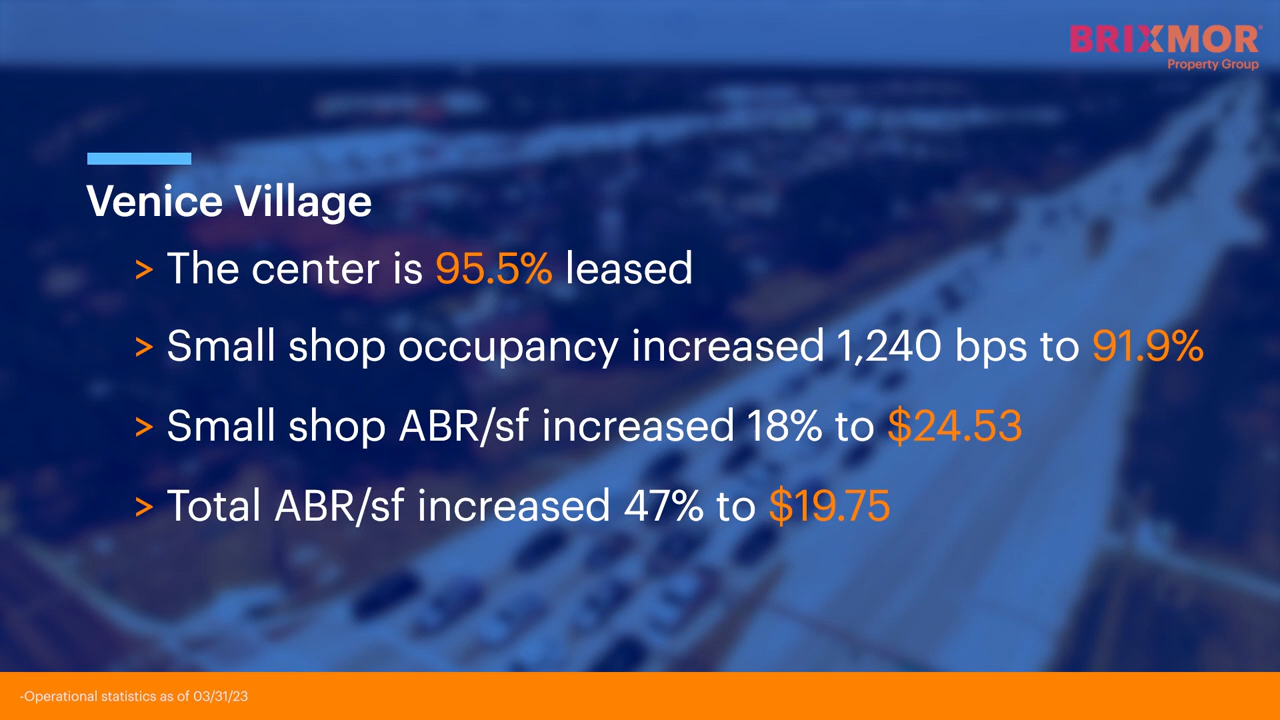 BRIXMOR
Property Group
Venice Village
> The center is 95.5% leased
> Small shop occupancy increased 1,240 bps to 91.9%
> Small shop ABR/sf increased 18% to $24.53
> Total ABR/sf increased 47% to $19.75
-Operational statistics as of 03/31/23